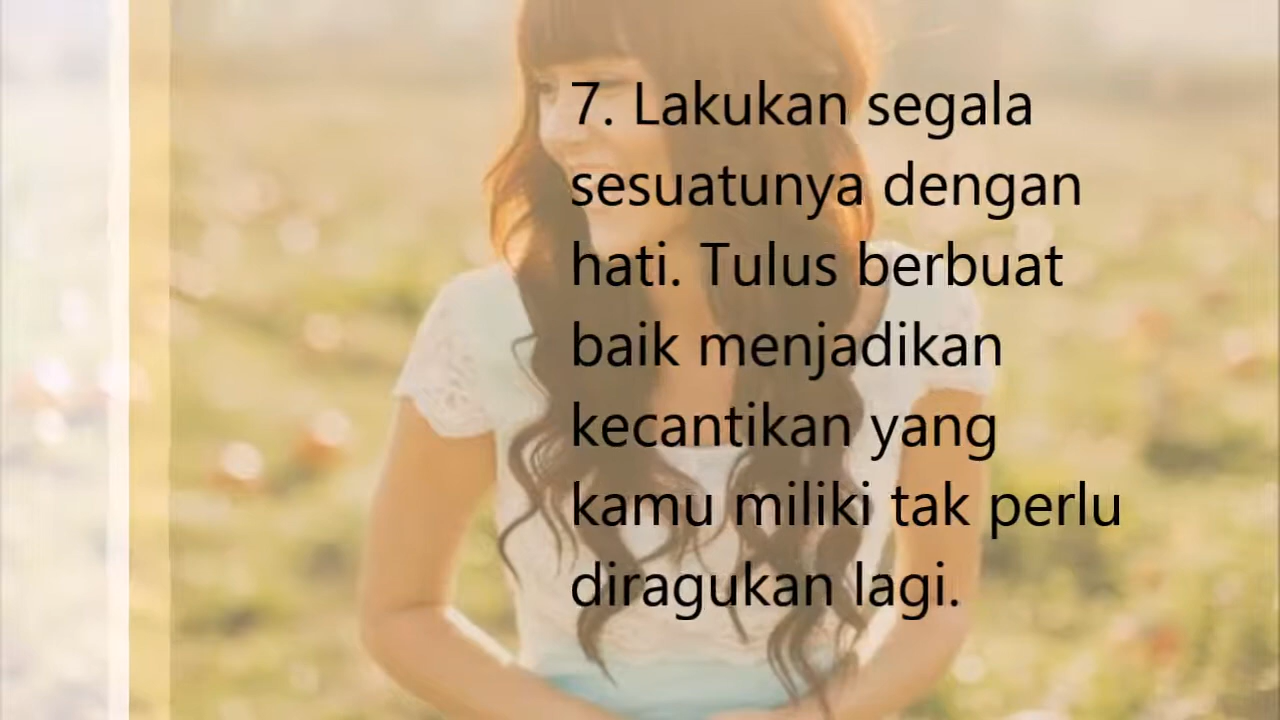 7. Lakukan segala
sesuatunya dengan
hati. Tulus berbuat
baik menjadikan
kecantikan yang
kamu miliki tak perlu
diragukan lagi.